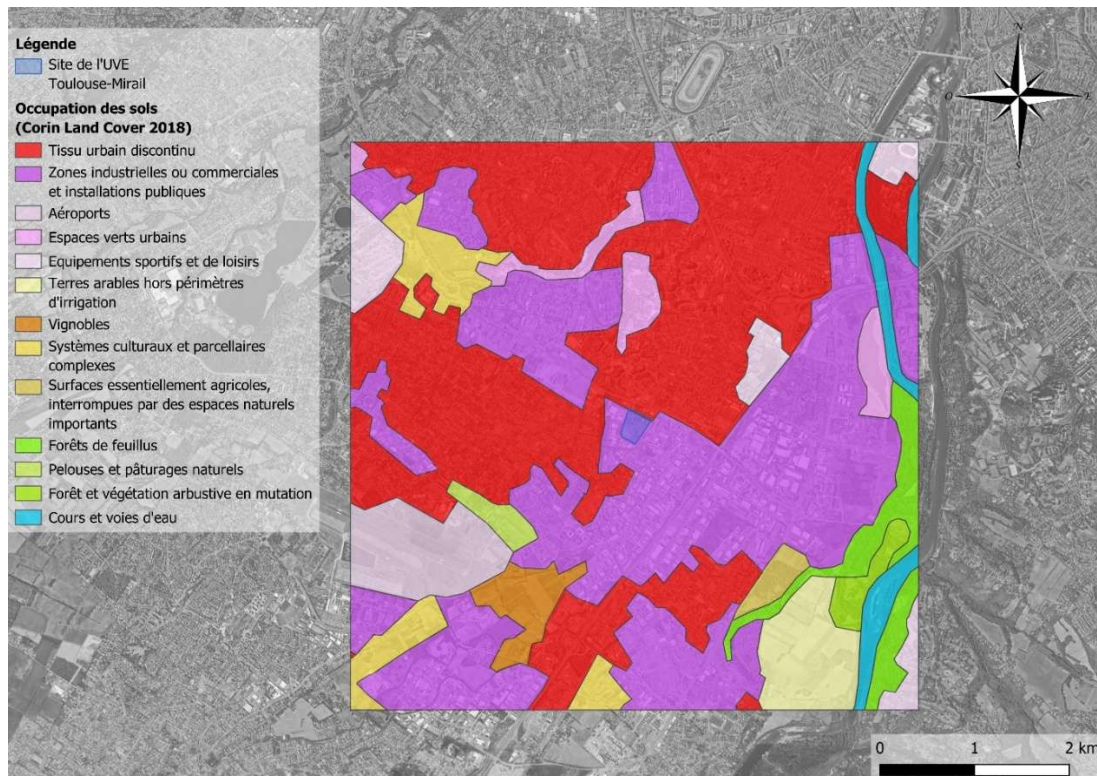 Légende
Site de l'UVE
Toulouse-Mirail
Occupation des sols
(Corin Land Cover 2018)
Tissu urbain discontinu
Zones industrielles ou commerciales
et installations publiques
Aéroports
Espaces verts urbains
Equipements sportifs et de loisirs
Terres arables hors périmètres
d'irrigation
Vignobles
Systèmes culturaux et parcellaires
complexes
Surfaces essentiellement agricoles,
interrompues par des espaces naturels
importants
Forêts de feuillus
Pelouses et pâturages naturels
Forêt et végétation arbustive en mutation
Cours et voies d'eau
N
O
E
S
0 1 2 km